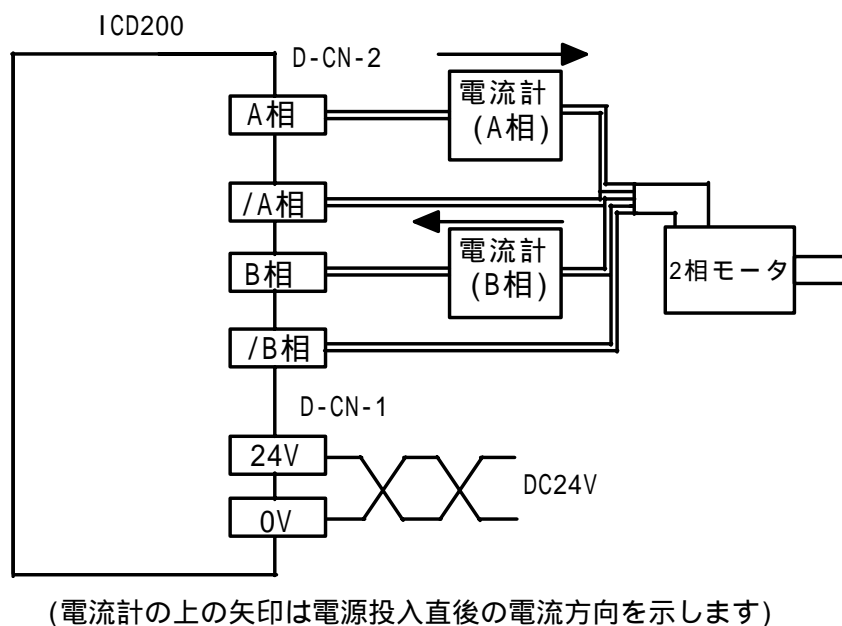 ICD200
D-CN-2
A相
電流計
(A相)
/A相
B相
電流計
(B相)
2相モータ
/B相
D-CN-1
24V
DC24V
0V
(電流計の上の矢印は電源投入直後の電流方向を示します)